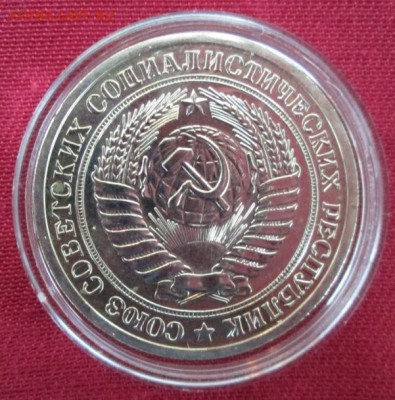 СОЮЗ СОВЕТСКИХ СОЦИАЛИСТИЧЕСКИХ РЕСПУБЛИК